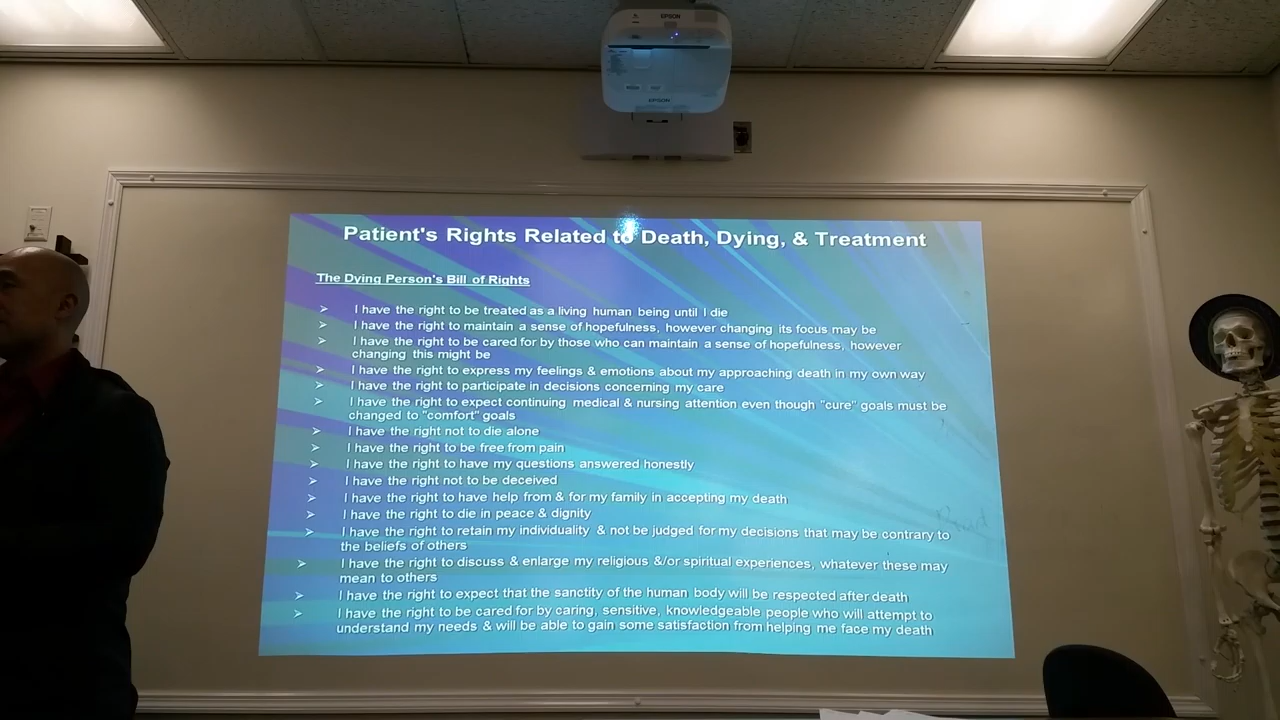 EPSON
EPSON
Patient's Rights Related to Death, Dying, & Treatment
The Dying Person's Bill of Rights
➢ I have the right to be treated as a living human being until I die
➢ I have the right to maintain a sense of hopefulness, however changing its focus may be
➢ I have the right to be cared for by those who can maintain a sense of hopefulness, however
changing this might be
➢ I have the right to express my feelings & emotions about my approaching death in my own way
➢ I have the right to participate in decisions concerning my care
➢ I have the right to expect continuing medical & nursing attention even though "cure" goals must be
changed to "comfort" goals
➢ I have the right not to die alone
➢ I have the right to be free from pain
➢ I have the right to have my questions answered honestly
➢ I have the right not to be deceived
➢ I have the right to have help from & for my family in accepting my death
➢ I have the right to die in peace & dignity
➢ I have the right to retain my individuality & not be judged for my decisions that may be contrary to
the beliefs of others
➢ I have the right to discuss & enlarge my religious &/or spiritual experiences, whatever these may
mean to others
➢ I have the right to expect that the sanctity of the human body will be respected after death
➢ I have the right to be cared for by caring, sensitive, knowledgeable people who will attempt to
understand my needs & will be able to gain some satisfaction from helping me face my death